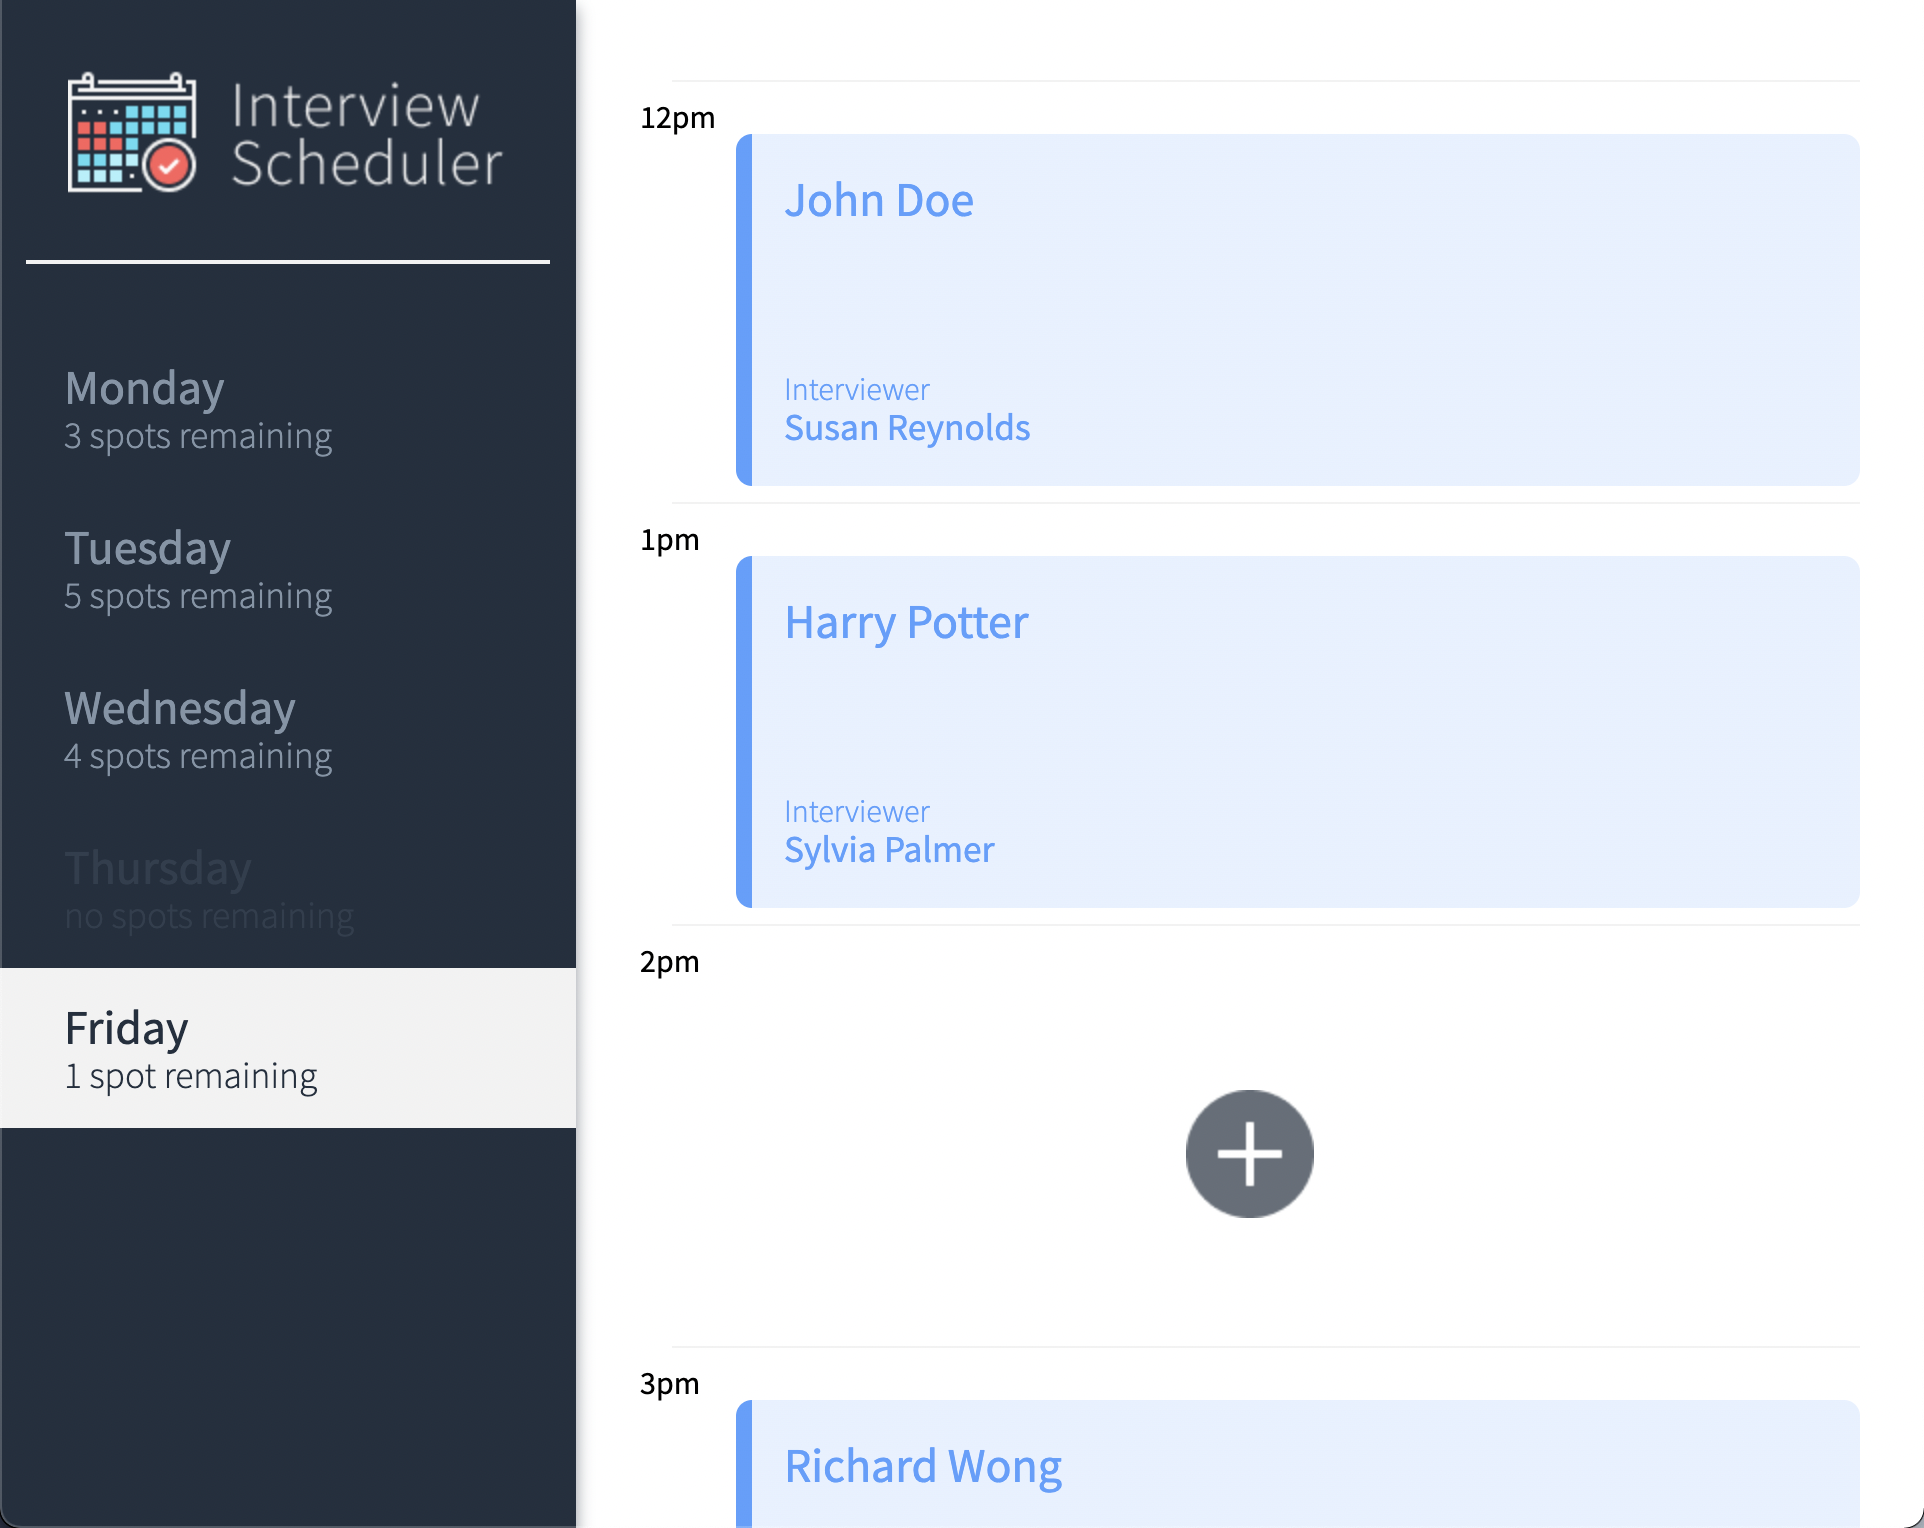 Interview
Scheduler
Monday
3 spots remaining
Tuesday
5 spots remaining
Wednesday
4 spots remaining
Thursday
no spots remaining
Friday
1 spot remaining
12pm
John Doe
Interviewer
Susan Reynolds
1pm
Harry Potter
Interviewer
Sylvia Palmer
2pm
3pm
Richard Wong